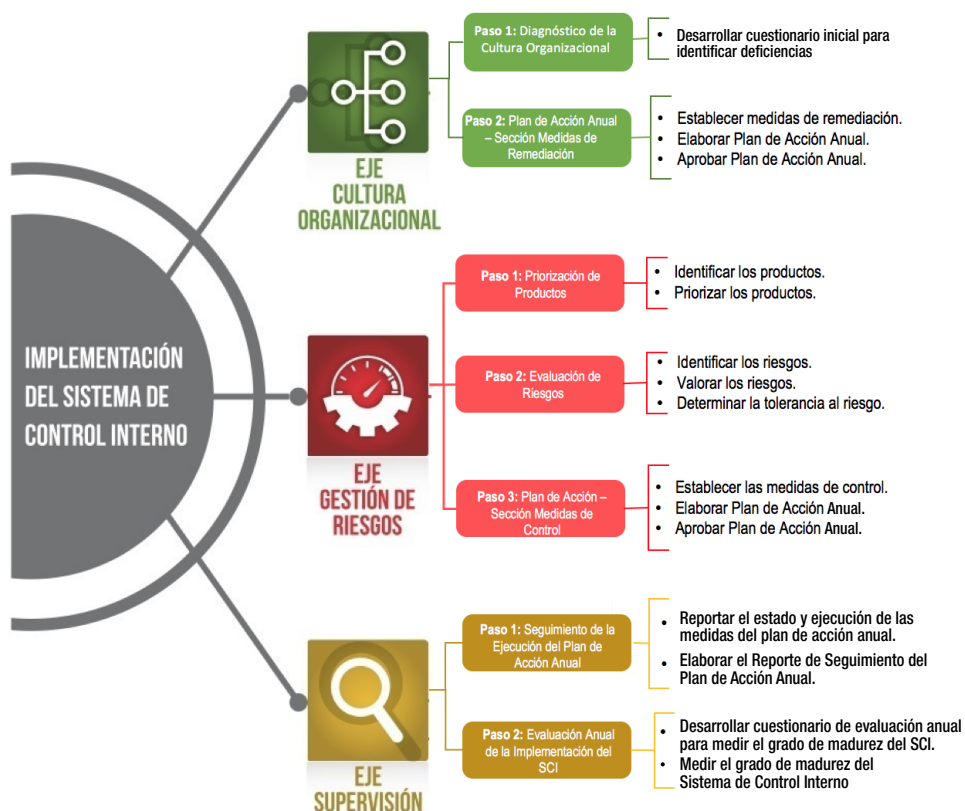 IMPLEMENTACIÓN
DEL SISTEMA DE
CONTROL INTERNO
EJE
CULTURA
ORGANIZACIONAL
Paso 1: Diagnóstico de la
Cultura Organizacional
• Desarrollar cuestionario inicial para
identificar deficiencias
Paso 2: Plan de Acción Anual
– Sección Medidas de
Remediación
• Establecer medidas de remediación.
• Elaborar Plan de Acción Anual.
• Aprobar Plan de Acción Anual.
EJE
GESTIÓN DE
RIESGOS
Paso 1: Priorización de
Productos
• Identificar los productos.
• Priorizar los productos.
Paso 2: Evaluación de
Riesgos
• Identificar los riesgos.
• Valorar los riesgos.
• Determinar la tolerancia al riesgo.
Paso 3: Plan de Acción –
Sección Medidas de
Control
• Establecer las medidas de control.
• Elaborar Plan de Acción Anual.
• Aprobar Plan de Acción Anual.
EJE
SUPERVISIÓN
Paso 1: Seguimiento de la
Ejecución del Plan de
Acción Anual
• Reportar el estado y ejecución de las
medidas del plan de acción anual.
• Elaborar el Reporte de Seguimiento del
Plan de Acción Anual.
Paso 2: Evaluación Anual
de la Implementación del
SCI
• Desarrollar cuestionario de evaluación anual
para medir el grado de madurez del SCI.
• Medir el grado de madurez del
Sistema de Control Interno